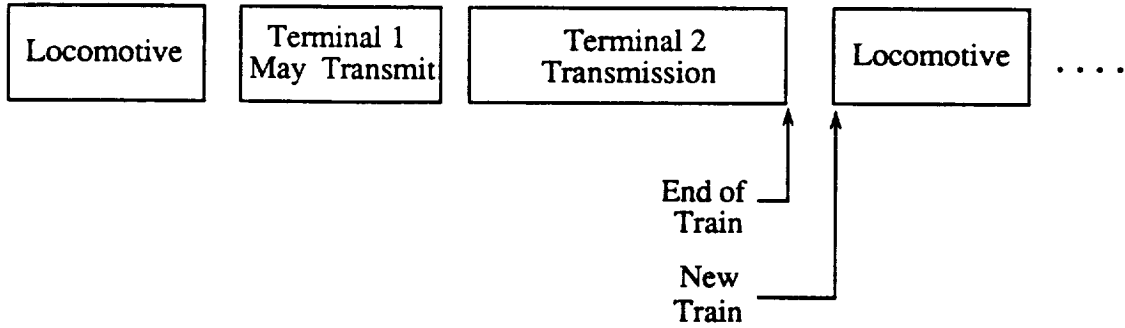 Locomotive
Terminal 1
May Transmit
Terminal 2
Transmission
Locomotive
. . . .
End of
Train
New
Train